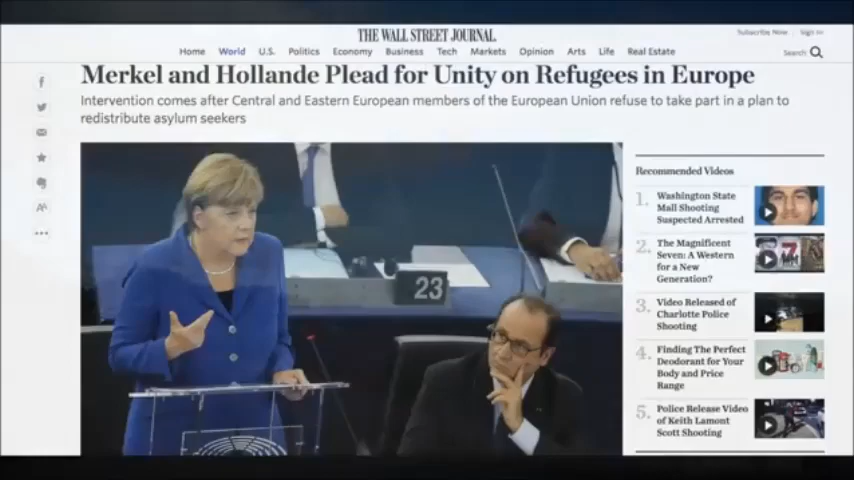 THE WALL STREET JOURNAL.
Subscribe Now Sign In
Home World U.S. Politics Economy Business Tech Markets Opinion Arts Life Real Estate
Search
Merkel and Hollande Plead for Unity on Refugees in Europe
Intervention comes after Central and Eastern European members of the European Union refuse to take part in a plan to
redistribute asylum seekers
AA
23
Recommended Videos
1. Washington State
Mall Shooting
Suspected Arrested
2. The Magnificent
Seven: A Western
for a New
Generation?
3. Video Released of
Charlotte Police
Shooting
4. Finding The Perfect
Deodorant for Your
Body and Price
Range
5. Police Release Video
of Keith Lamont
Scott Shooting